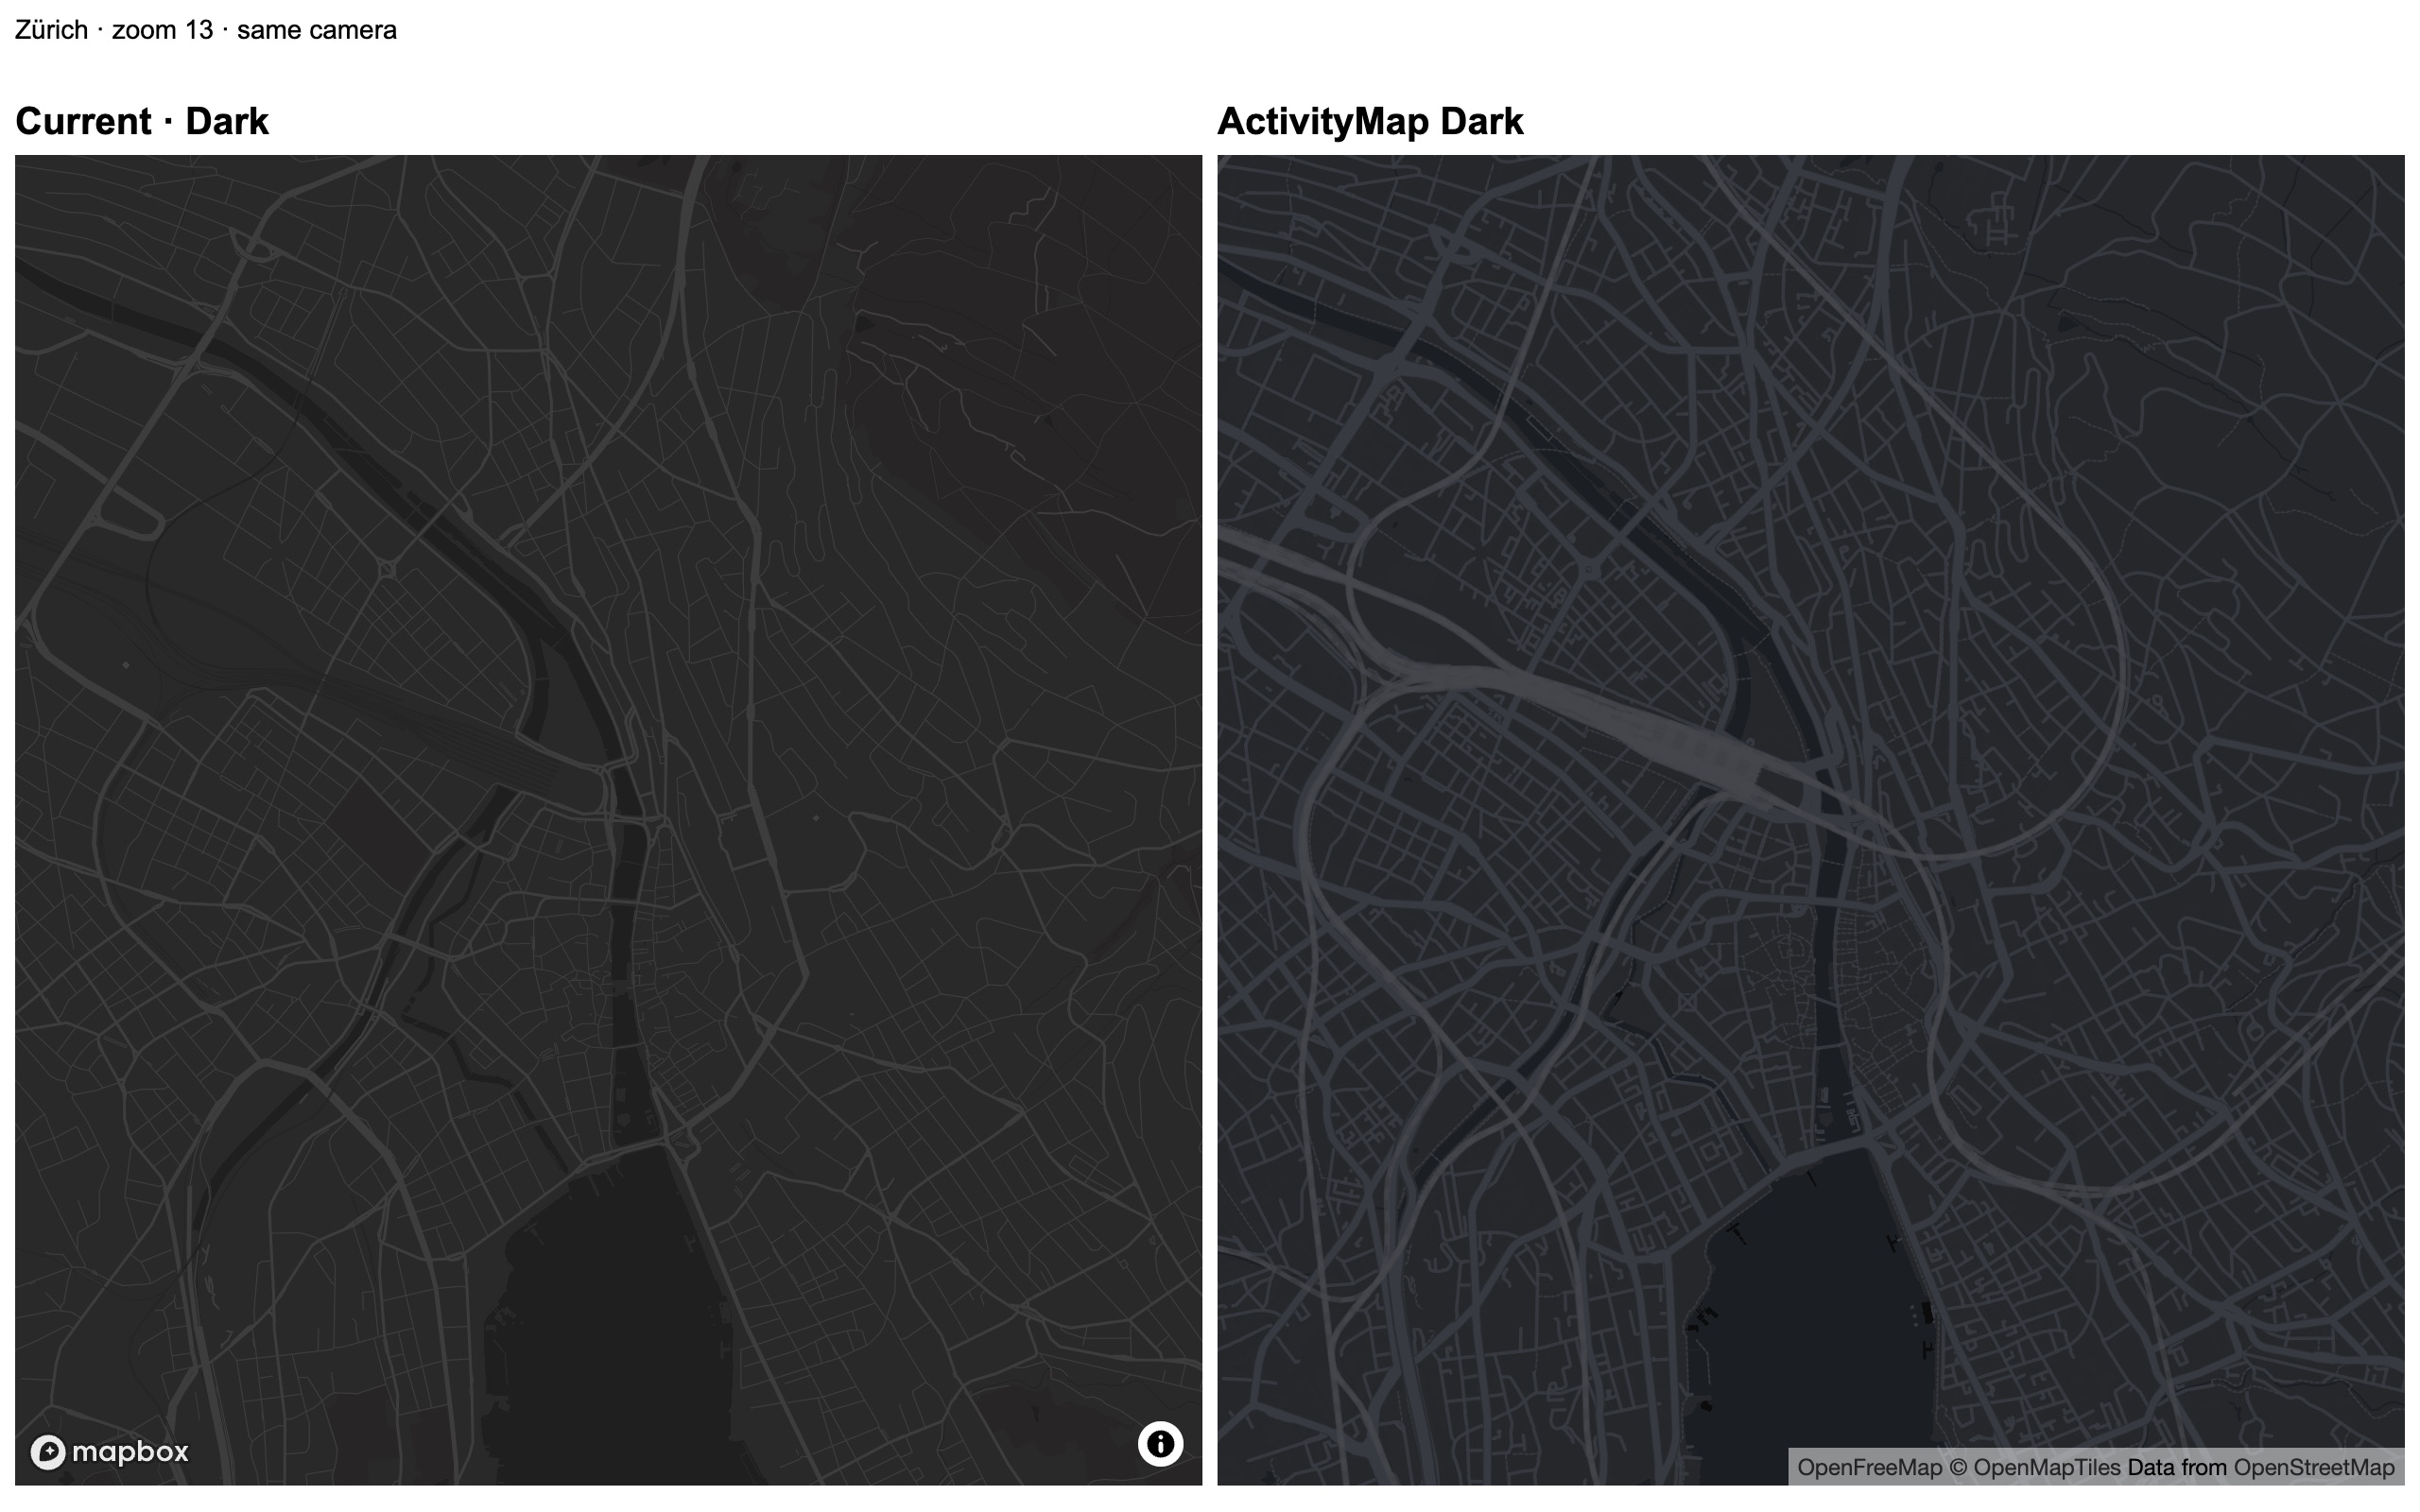 Zürich · zoom 13 · same camera
Current · Dark
ActivityMap Dark
mapbox
OpenFreeMap © OpenMapTiles Data from OpenStreetMap